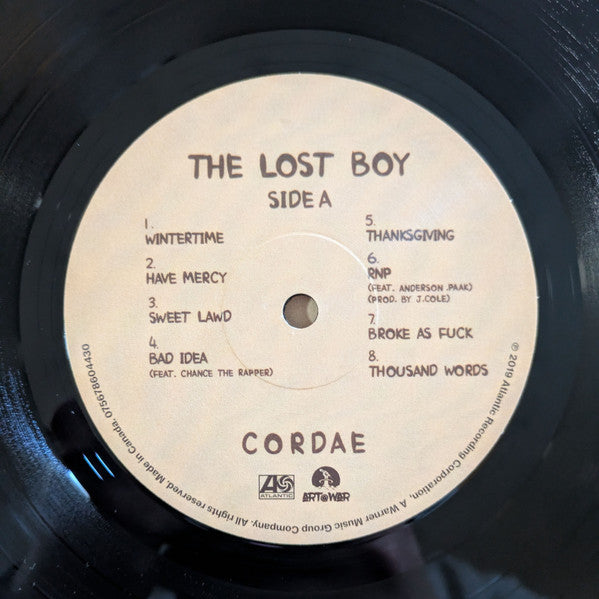 THE LOST BOY
SIDE A
1.
WINTERTIME
2.
HAVE MERCY
3.
SWEET LAWD
4.
BAD IDEA
(FEAT. CHANCE THE RAPPER)
5.
THANKSGIVING
6.
RNP
(FEAT. ANDERSON .PAAK)
(PROD. BY J.COLE)
7.
BROKE AS FUCK
8.
THOUSAND WORDS
CORDAE
ATLANTIC
ART@WAR
℗ 2019 Atlantic Recording Corporation. A Warner Music Group Company. All rights reserved. Made in Canada. 075678604430